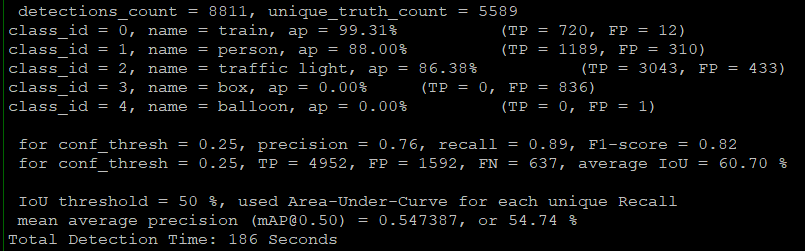 detections_count = 8811, unique_truth_count = 5589
class_id = 0, name = train, ap = 99.31% (TP = 720, FP = 12)
class_id = 1, name = person, ap = 88.00% (TP = 1189, FP = 310)
class_id = 2, name = traffic light, ap = 86.38% (TP = 3043, FP = 433)
class_id = 3, name = box, ap = 0.00% (TP = 0, FP = 836)
class_id = 4, name = balloon, ap = 0.00% (TP = 0, FP = 1)
for conf_thresh = 0.25, precision = 0.76, recall = 0.89, F1-score = 0.82
for conf_thresh = 0.25, TP = 4952, FP = 1592, FN = 637, average IoU = 60.70 %
IoU threshold = 50 %, used Area-Under-Curve for each unique Recall
mean average precision (mAP@0.50) = 0.547387, or 54.74 %
Total Detection Time: 186 Seconds